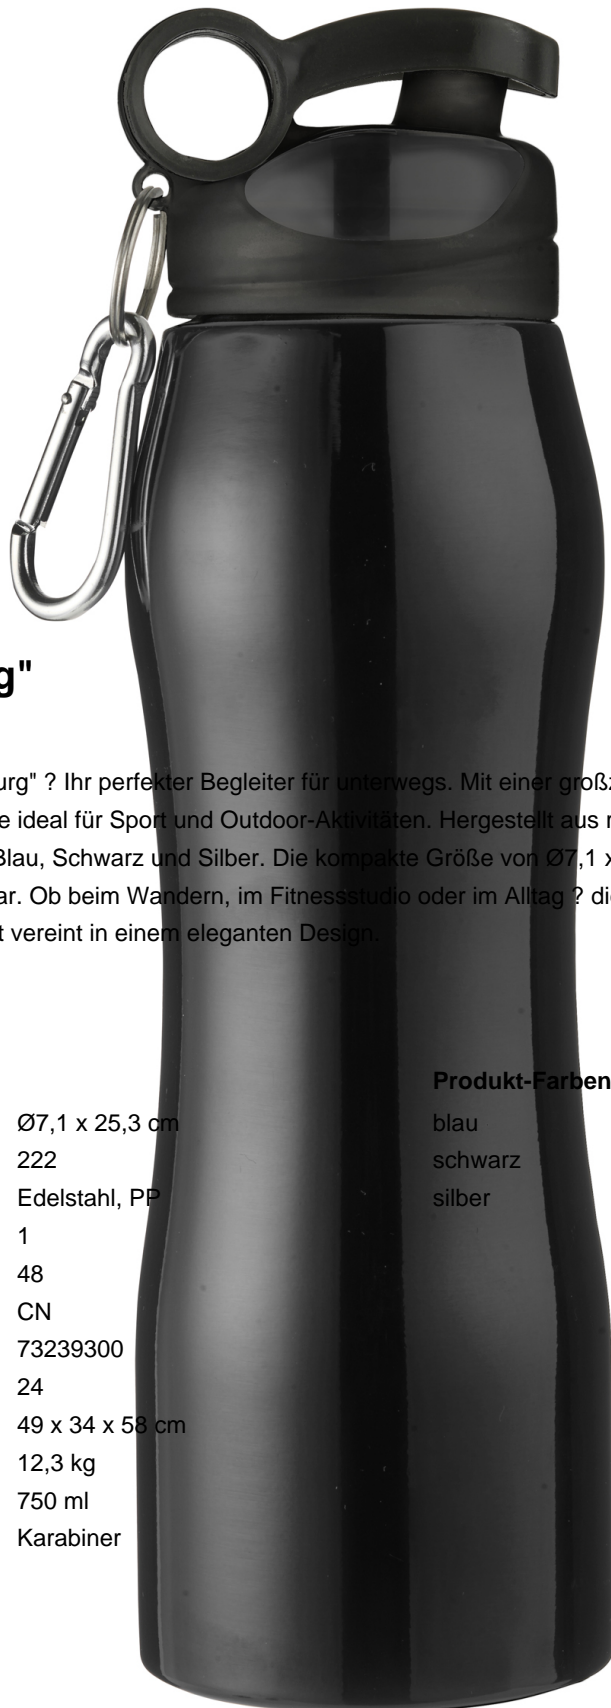 g"
urg" ? Ihr perfekter Begleiter für unterwegs. Mit einer groß
e ideal für Sport und Outdoor-Aktivitäten. Hergestellt aus
Blau, Schwarz und Silber. Die kompakte Größe von Ø7,1 x
ar. Ob beim Wandern, im Fitnessstudio oder im Alltag ? di
t vereint in einem eleganten Design.
Produkt-Farben
Ø7,1 x 25,3 cm blau
222 schwarz
Edelstahl, PP silber
1
48
CN
73239300
24
49 x 34 x 58 cm
12,3 kg
750 ml
Karabiner